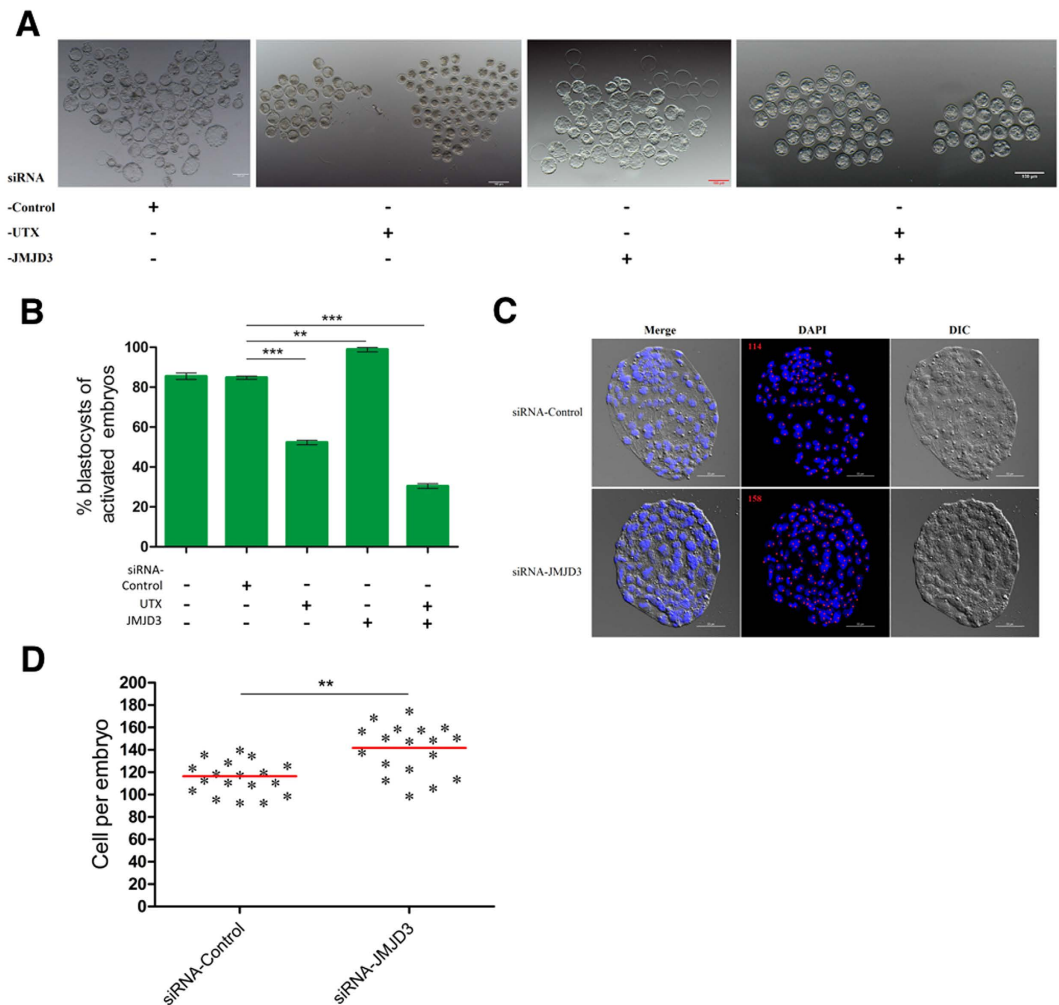 A
siRNA
-Control + - - -
-UTX - + - +
-JMJD3 - - + +
B
% blastocysts of
activated embryos
100
80
60
40
20
0
***
**
***
siRNA-
Control - + - - -
UTX - - + - +
JMJD3 - - - + +
C
Merge DAPI DIC
siRNA-Control
114
siRNA-JMJD3
158
D
Cell per embryo
200
180
160
140
120
100
80
60
40
20
0
**
siRNA-Control
siRNA-JMJD3